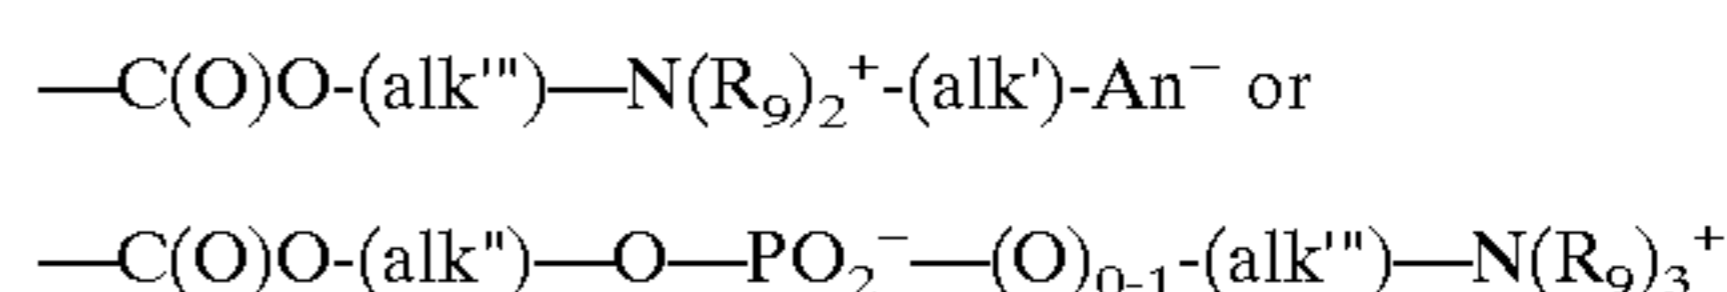 —C(O)O-(alk''')—N(R₉)₂⁺-(alk')-An⁻ or
—C(O)O-(alk'')—O—PO₂⁻—(O)₀₋₁-(alk''')—N(R₉)₃⁺